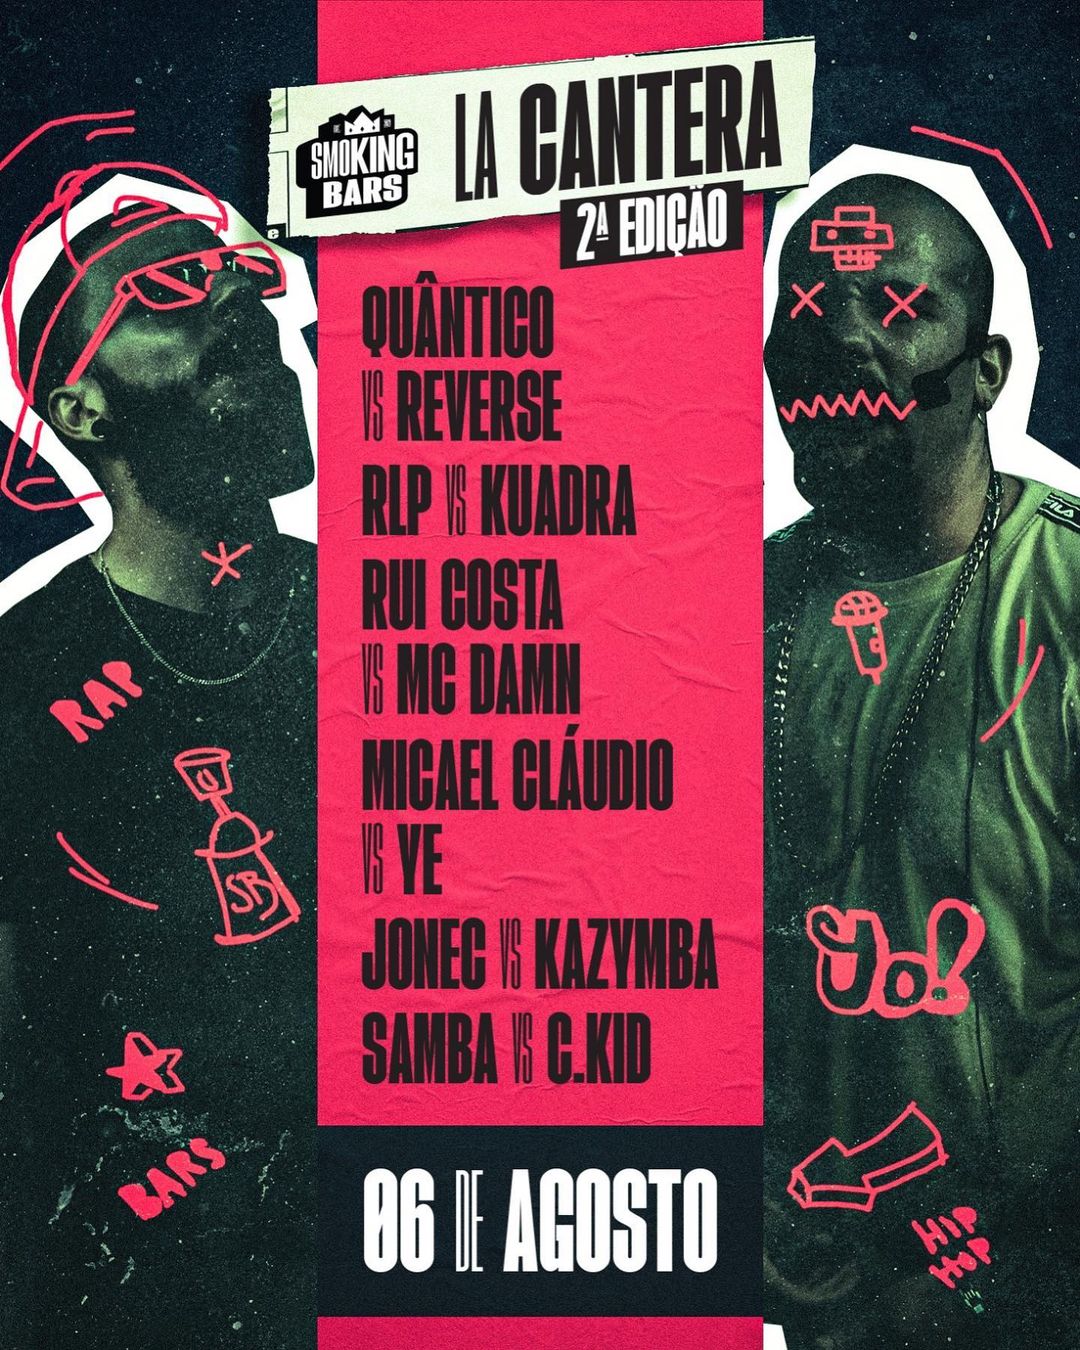 SMOKING
BARS
LA CANTERA
2ª EDIÇÃO
QUÂNTICO
VS REVERSE
RLP VS KUADRA
RUI COSTA
VS MC DAMN
MICAEL CLÁUDIO
VS YE
JONEC VS KAZYMBA
SAMBA VS C.KID
06 DE AGOSTO
RAP
SB
BARS
FILA
Yo!
HIP
HOP